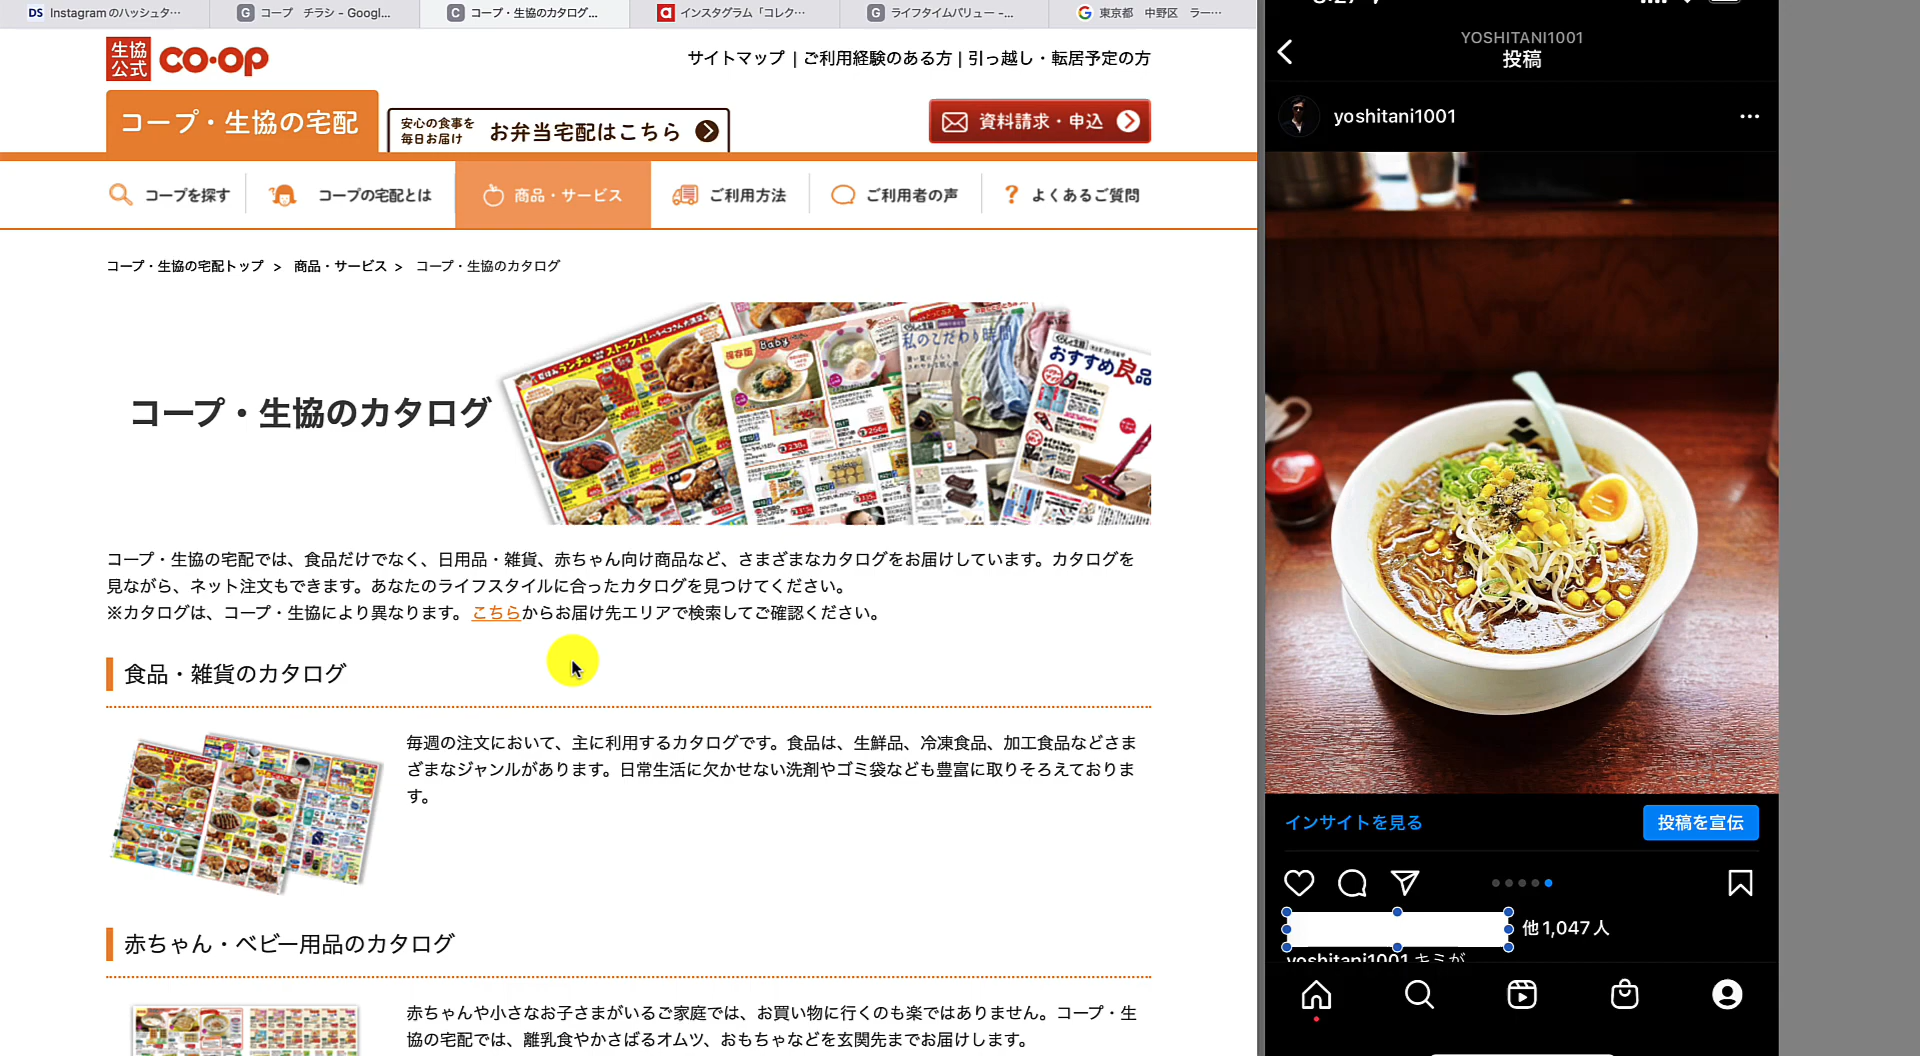 DS Instagramのハッシュタ…
G コープ チラシ - Googl…
C コープ・生協のカタログ…
a インスタグラム「コレク…
G ライフタイムバリュー -…
G 東京都 中野区 ラー…
生協
公式
co・op
サイトマップ | ご利用経験のある方 | 引っ越し・転居予定の方
コープ・生協の宅配
安心の食事を
毎日お届け
お弁当宅配はこちら
資料請求・申込
コープを探す
コープの宅配とは
商品・サービス
ご利用方法
ご利用者の声
? よくあるご質問
コープ・生協の宅配トップ > 商品・サービス > コープ・生協のカタログ
コープ・生協のカタログ
保存版
Baby
私のこだわり時間
おすすめ良品
コープ・生協の宅配では、食品だけでなく、日用品・雑貨、赤ちゃん向け商品など、さまざまなカタログをお届けしています。カタログを
見ながら、ネット注文もできます。あなたのライフスタイルに合ったカタログを見つけてください。
※カタログは、コープ・生協により異なります。こちらからお届け先エリアで検索してご確認ください。
食品・雑貨のカタログ
毎週の注文において、主に利用するカタログです。食品は、生鮮品、冷凍食品、加工食品などさま
ざまなジャンルがあります。日常生活に欠かせない洗剤やゴミ袋なども豊富に取りそろえておりま
す。
赤ちゃん・ベビー用品のカタログ
赤ちゃんや小さなお子さまがいるご家庭では、お買い物に行くのも楽ではありません。コープ・生
協の宅配では、離乳食やかさばるオムツ、おもちゃなどを玄関先までお届けします。
YOSHITANI1001
投稿
yoshitani1001
インサイトを見る
投稿を宣伝
他1,047人
yoshitani1001 キミが